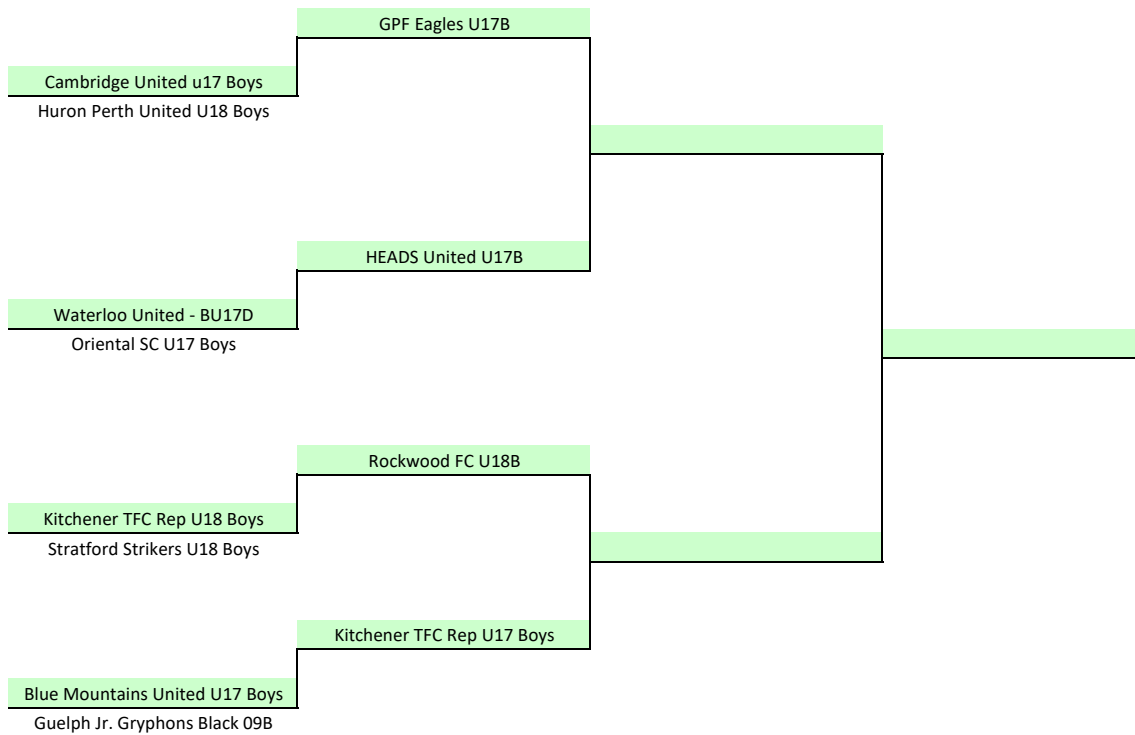 GPF Eagles U17B
Cambridge United u17 Boys
Huron Perth United U18 Boys
HEADS United U17B
Waterloo United - BU17D
Oriental SC U17 Boys
Rockwood FC U18B
Kitchener TFC Rep U18 Boys
Stratford Strikers U18 Boys
Kitchener TFC Rep U17 Boys
Blue Mountains United U17 Boys
Guelph Jr. Gryphons Black 09B